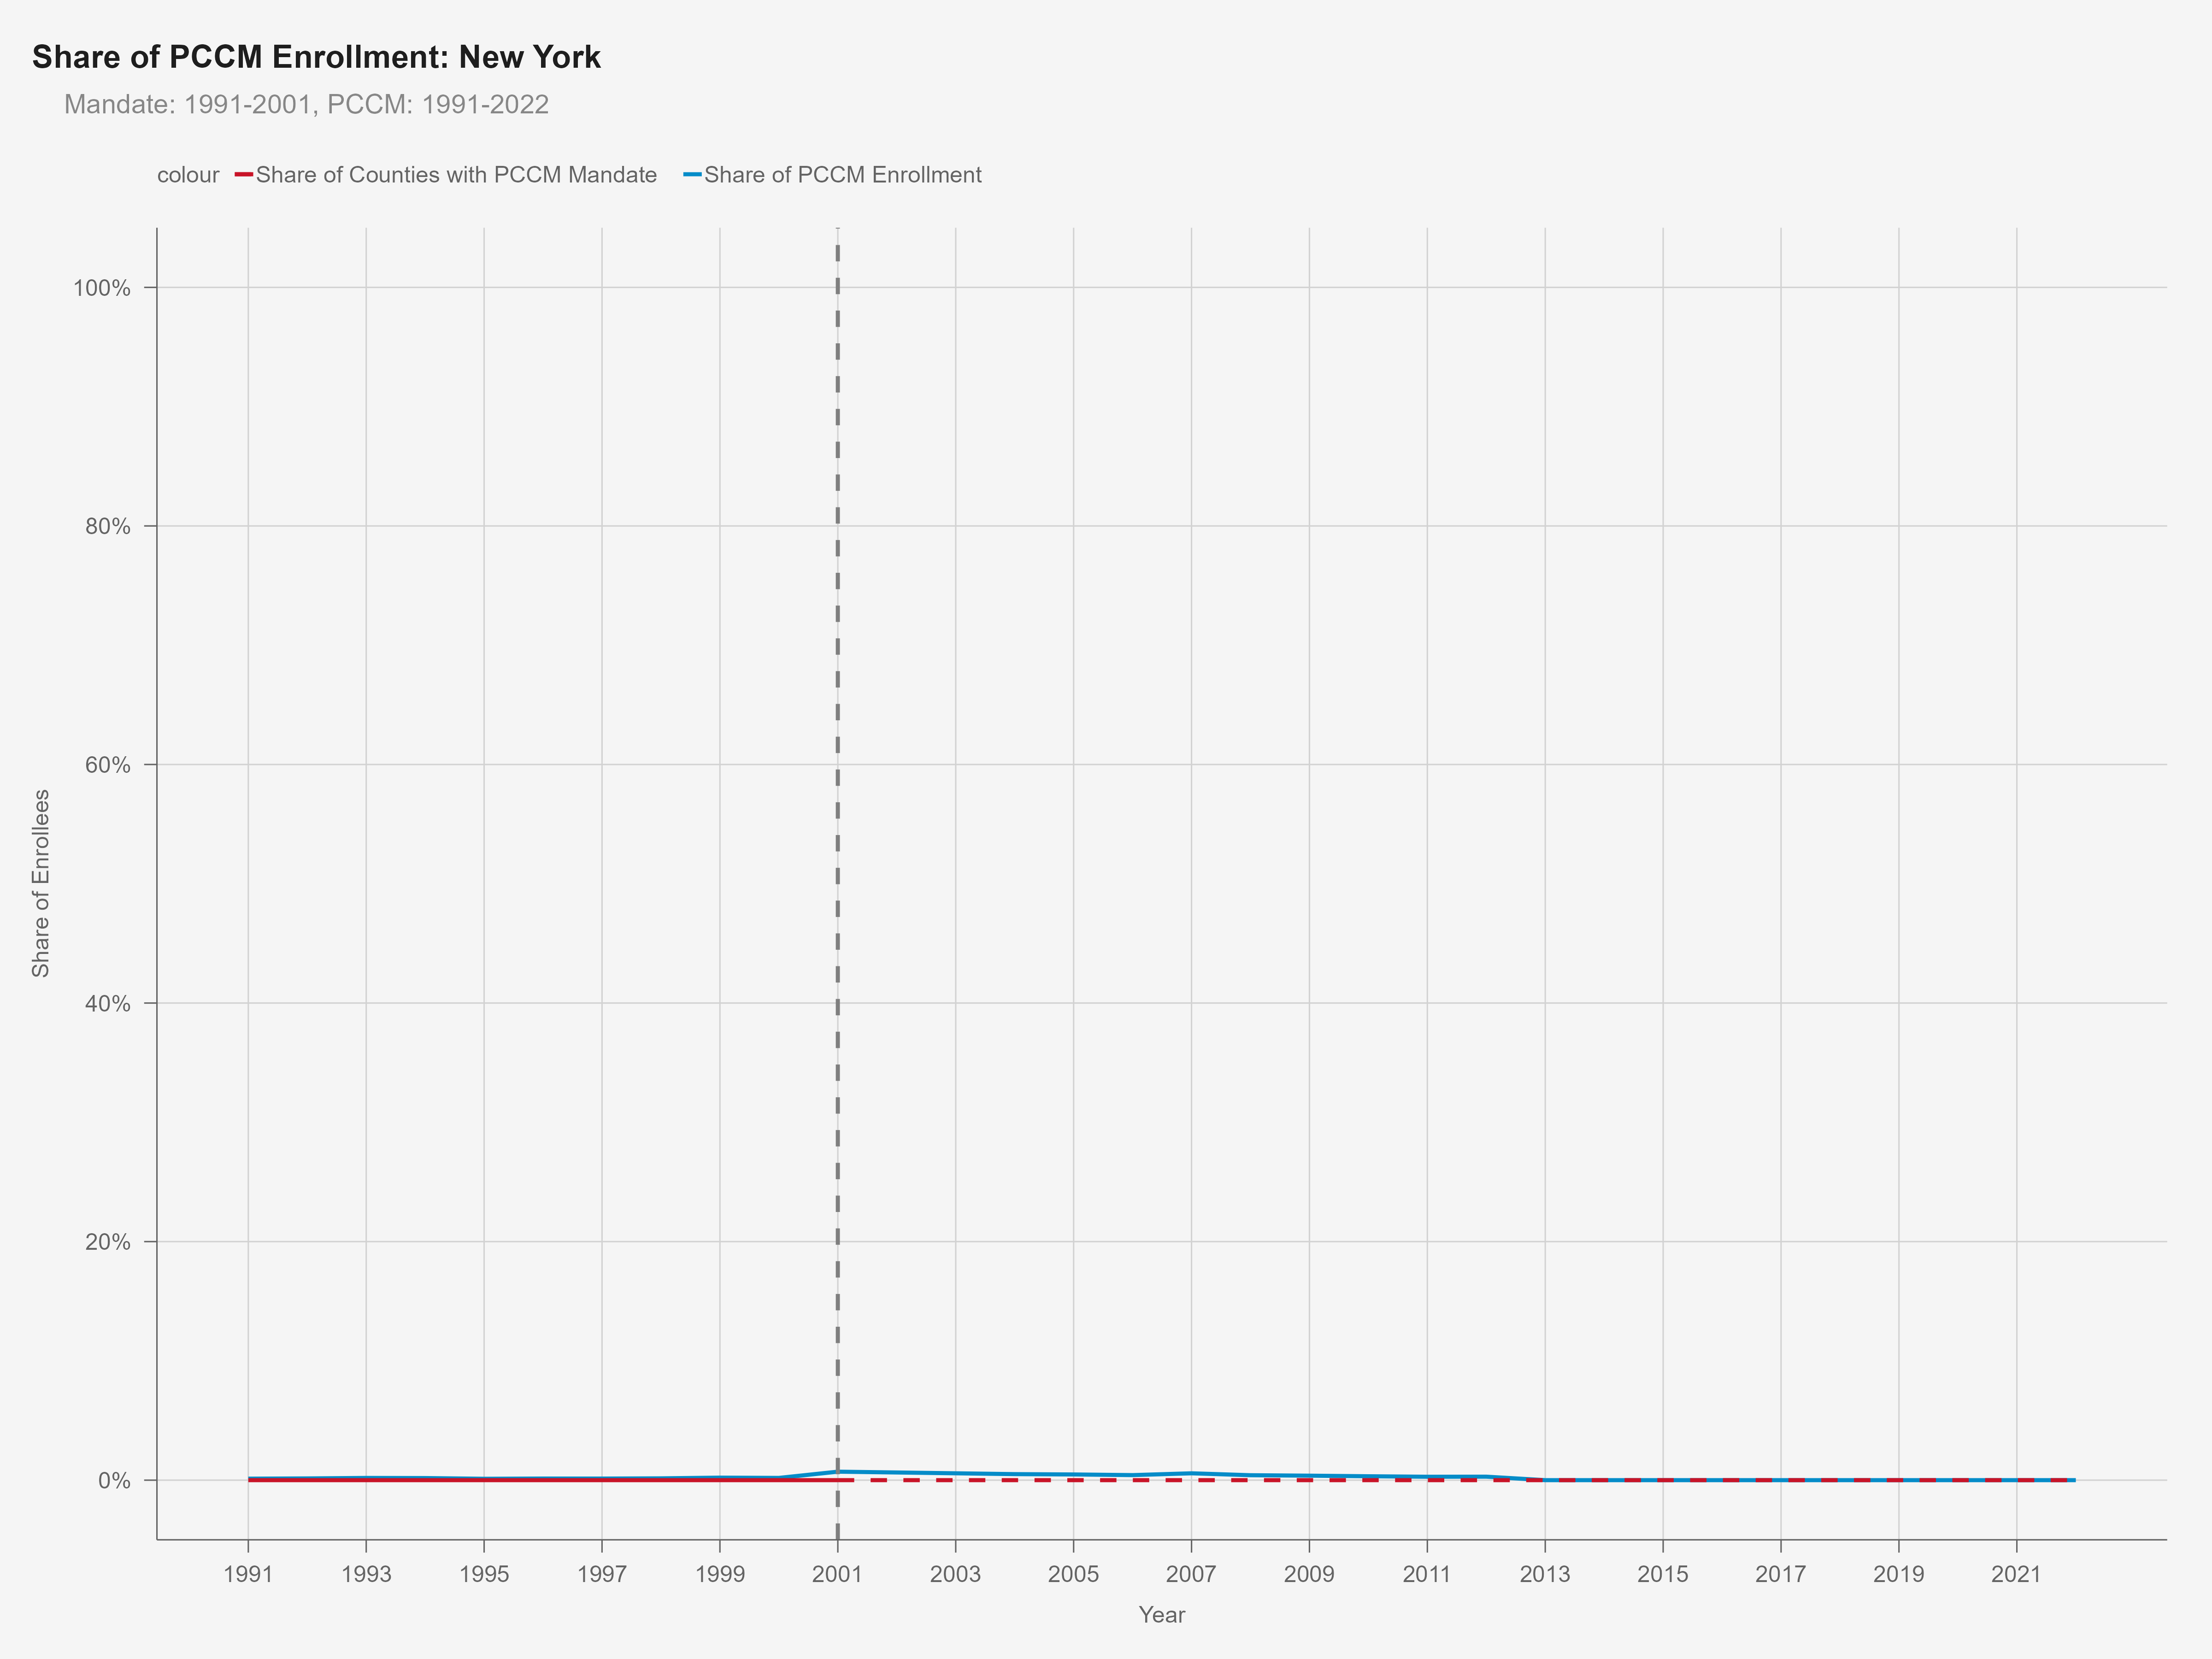 Share of PCCM Enrollment: New York
Mandate: 1991-2001, PCCM: 1991-2022
colour Share of Counties with PCCM Mandate Share of PCCM Enrollment
100%
80%
60%
40%
20%
0%
Share of Enrollees
1991 1993 1995 1997 1999 2001 2003 2005 2007 2009 2011 2013 2015 2017 2019 2021
Year